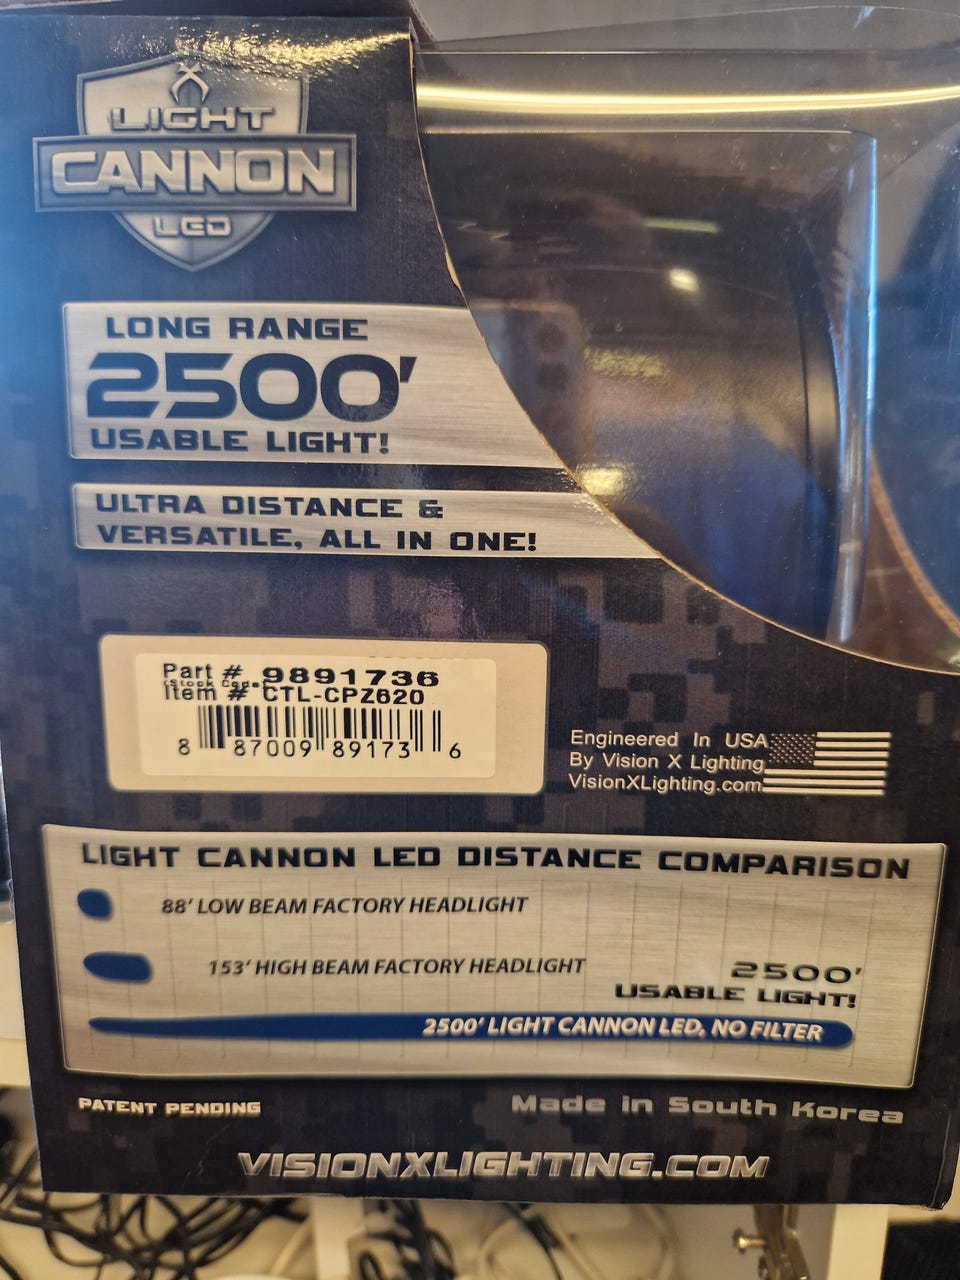 LIGHT
CANNON
LED
LONG RANGE
2500'
USABLE LIGHT!
ULTRA DISTANCE &
VERSATILE, ALL IN ONE!
Part # 9891736
Item # CTL-CPZ620
8 87009 89173 6
Engineered In USA
By Vision X Lighting
VisionXLighting.com
LIGHT CANNON LED DISTANCE COMPARISON
88' LOW BEAM FACTORY HEADLIGHT
153' HIGH BEAM FACTORY HEADLIGHT
2500'
USABLE LIGHT!
2500' LIGHT CANNON LED, NO FILTER
PATENT PENDING
Made in South Korea
VISIONXLIGHTING.COM